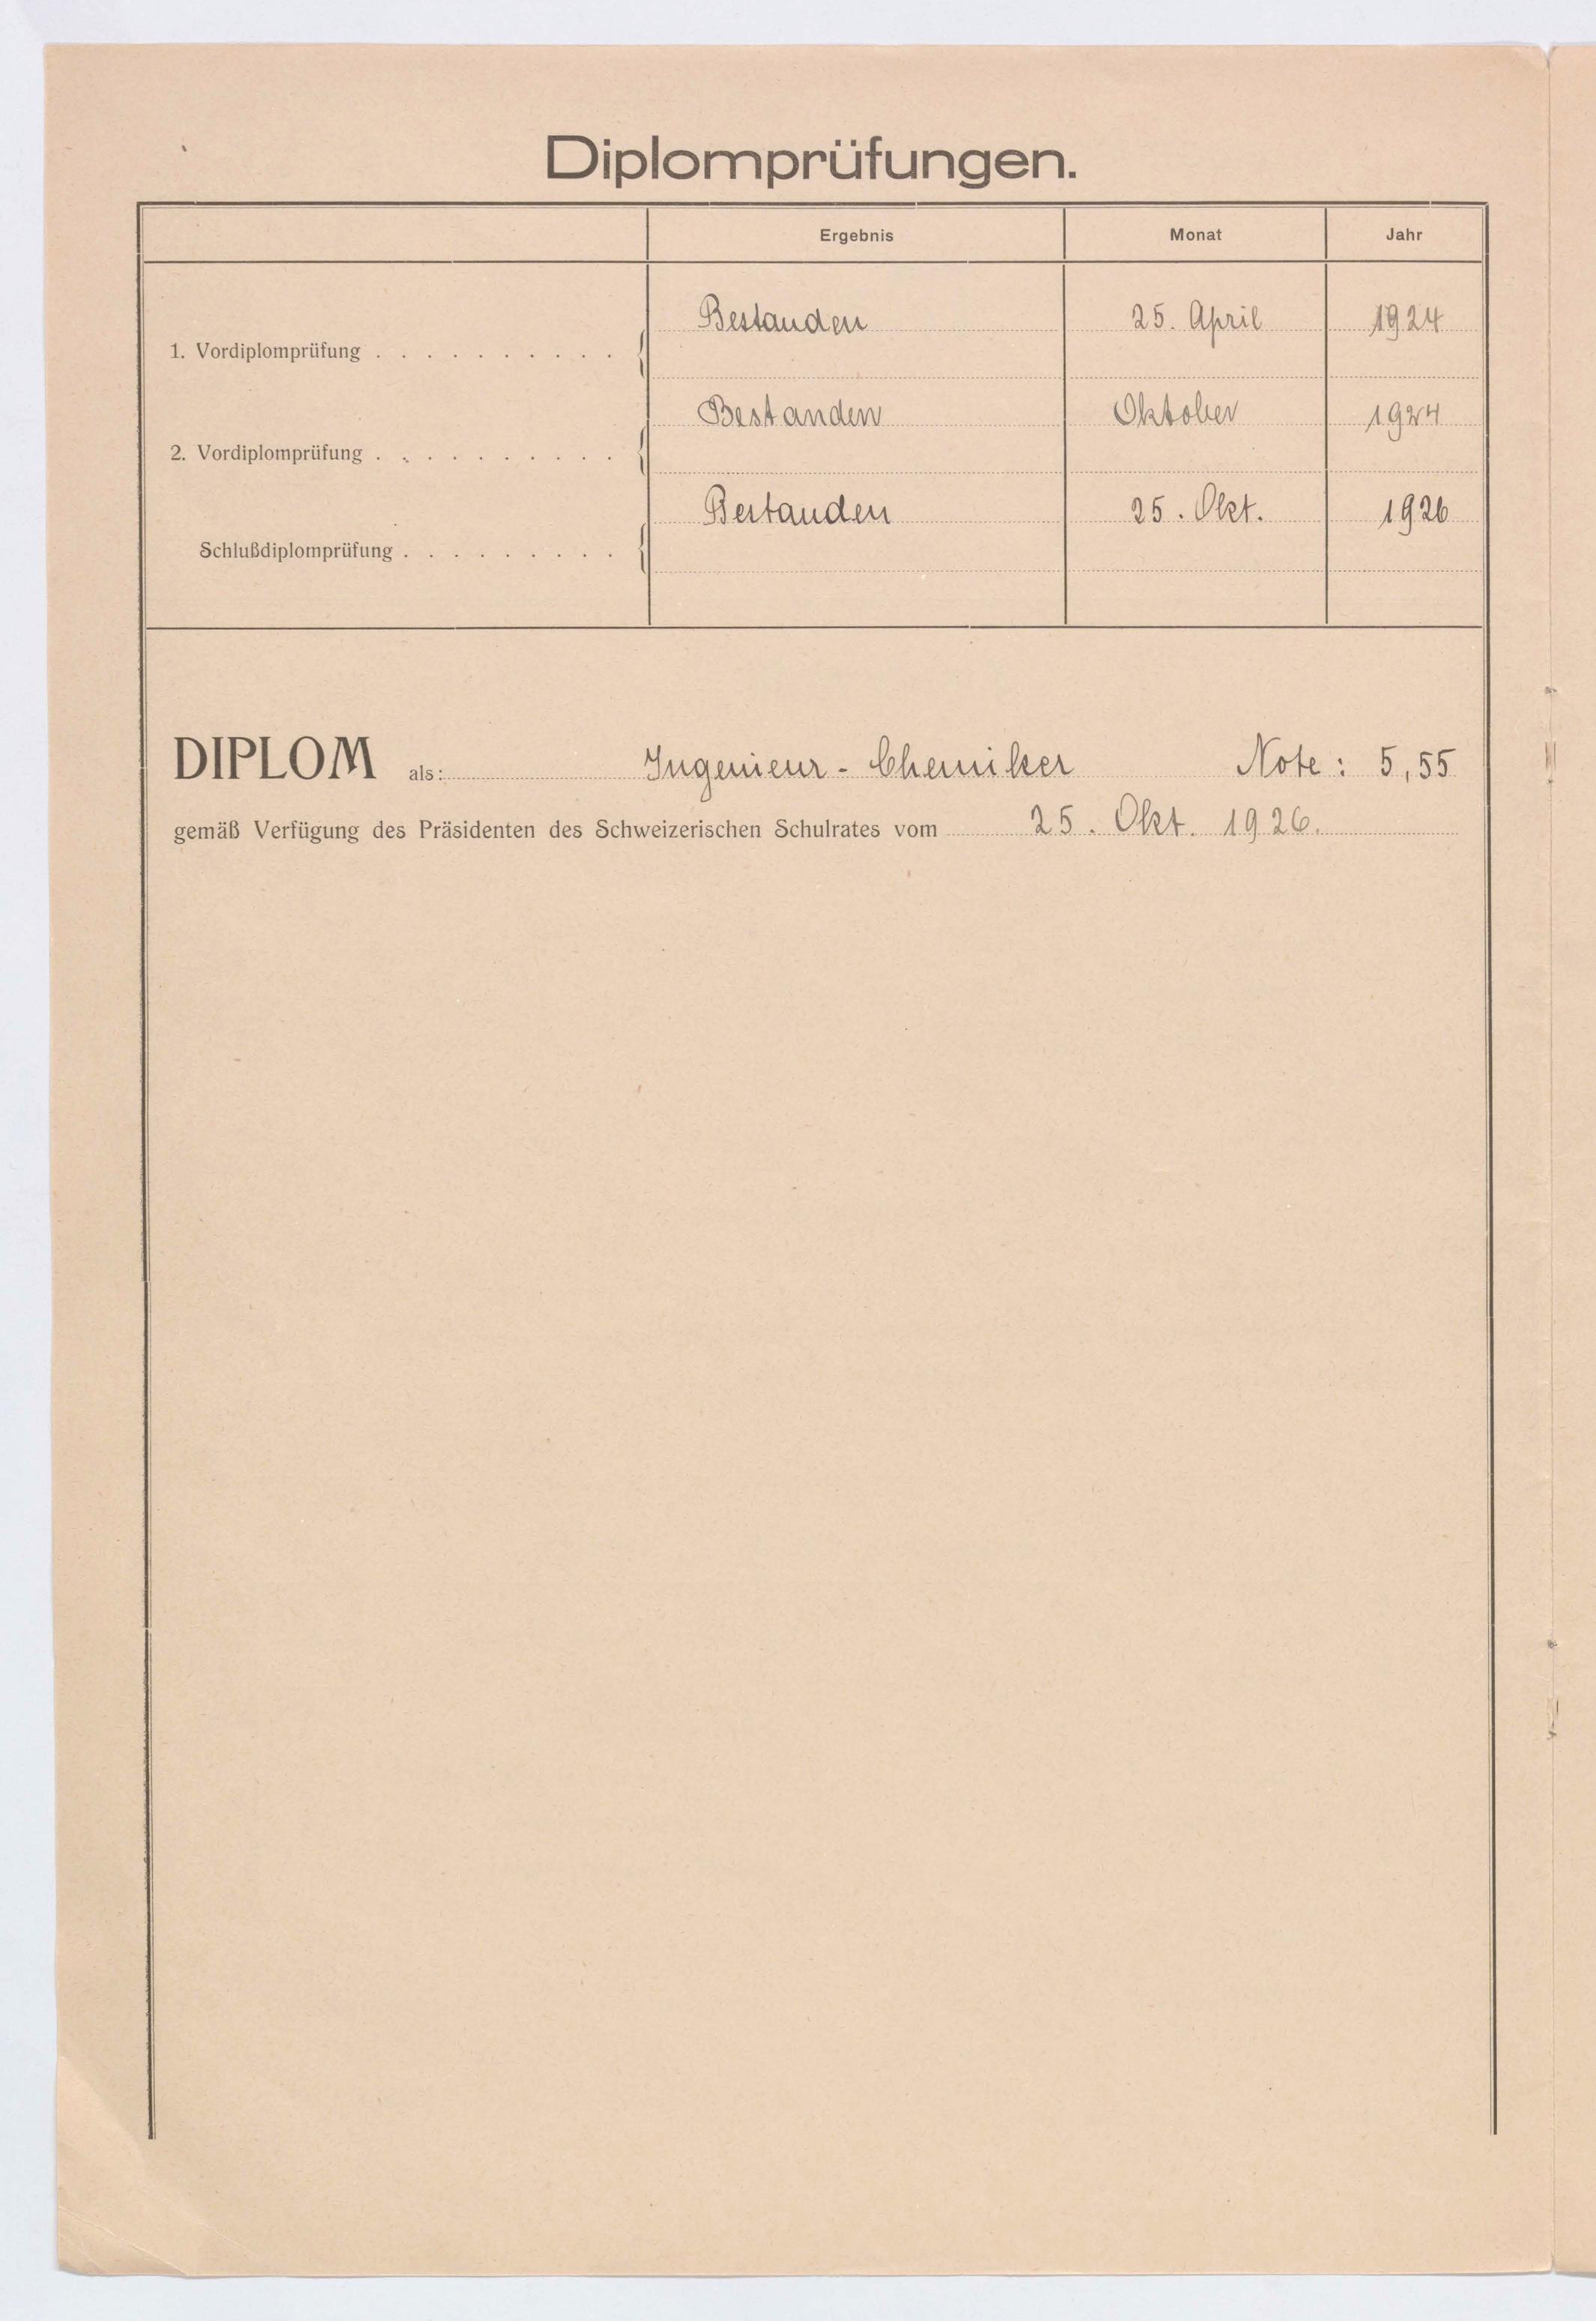 Diplomprüfungen.
Ergebnis Monat Jahr
Bestanden 25. April 1924
1. Vordiplomprüfung . . . . . . . . . .
Bestanden Oktober 1924
2. Vordiplomprüfung . . . . . . . . . .
Bestanden 25. Okt. 1926
Schlußdiplomprüfung . . . . . . . . .
DIPLOM als: Ingenieur - Chemiker Note : 5,55
gemäß Verfügung des Präsidenten des Schweizerischen Schulrates vom 25. Okt. 1926.